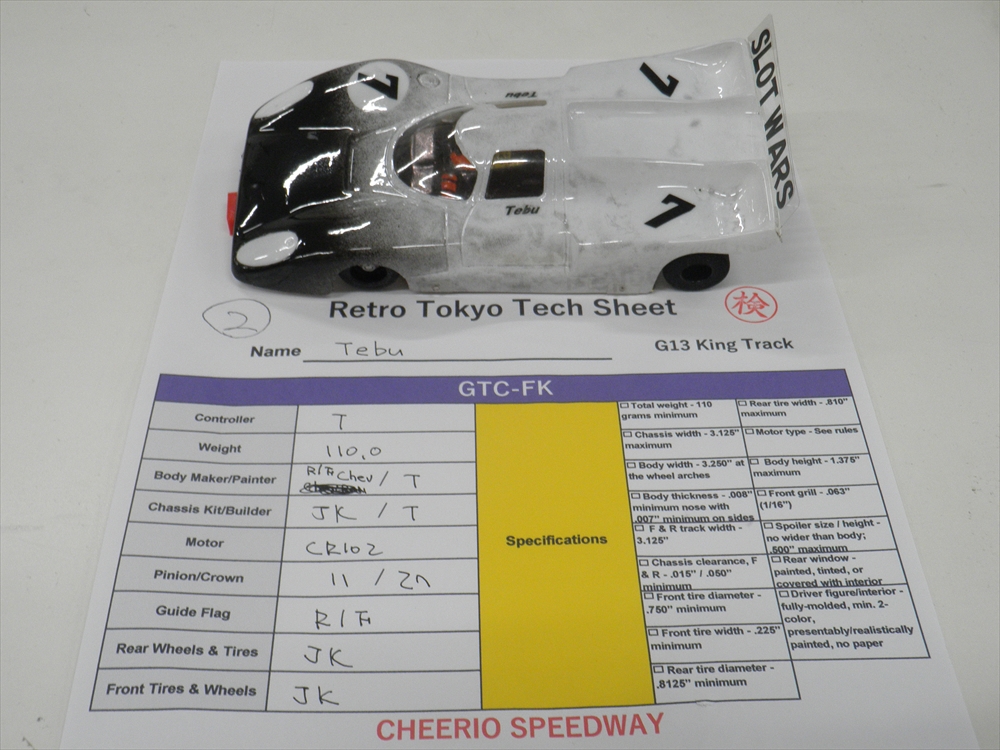 7
7
SLOT WARS
Tebu
Tebu
7
2
Retro Tokyo Tech Sheet
検
Name Tebu
G13 King Track
GTC-FK
Controller T
Weight 110.0
Body Maker/Painter R/F Chev / T
Chassis Kit/Builder JK / T
Motor CR102
Pinion/Crown 11 /
Guide Flag R/F
Rear Wheels & Tires JK
Front Tires & Wheels JK
Specifications
Total weight - 110
grams minimum
Chassis width - 3.125"
maximum
Body width - 3.250" at
the wheel arches
Body thickness - .008"
minimum nose with
.007" minimum on sides
F & R track width -
3.125"
Chassis clearance, F
& R - .015" / .050"
minimum
Front tire diameter -
.750" minimum
Front tire width - .225"
minimum
Rear tire diameter -
.8125" minimum
Rear tire width - .810"
maximum
Motor type - See rules
Body height - 1.375"
maximum
Front grill - .063"
(1/16")
Spoiler size / height -
no wider than body;
.500" maximum
Rear window -
painted, tinted, or
covered with interior
Driver figure/interior -
fully-molded, min. 2-
color,
presentably/realistically
painted, no paper
CHEERIO SPEEDWAY